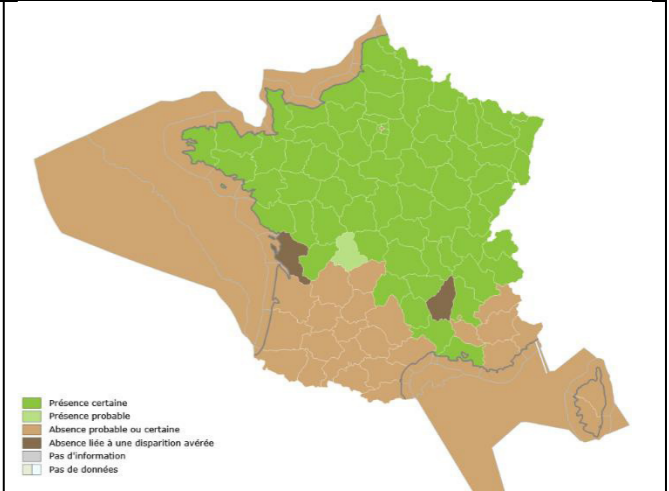 Présence certaine
Présence probable
Absence probable ou certaine
Absence liée à une disparition avérée
Pas d'information
Pas de données